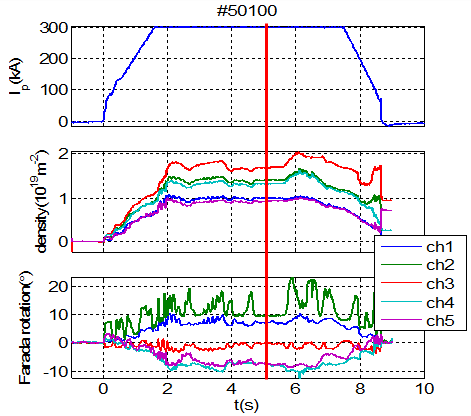 #50100
300
200
100
0
I_p(kA)
2
1
0
density(10^19 m^-2)
ch1
ch2
ch3
ch4
ch5
20
10
0
-10
Farada rotation(°)
0 2 4 6 8 10
t(s)